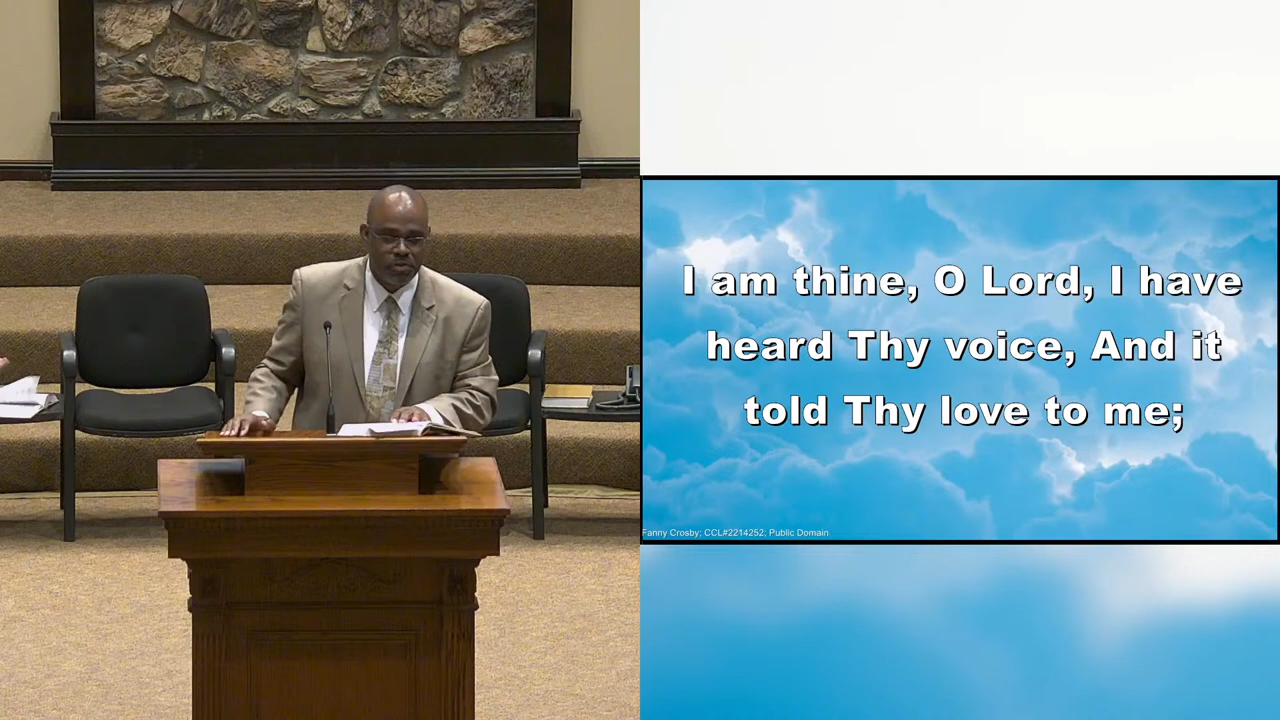 I am thine, O Lord, I have
heard Thy voice, And it
told Thy love to me;
Fanny Crosby; CCL#2214252; Public Domain